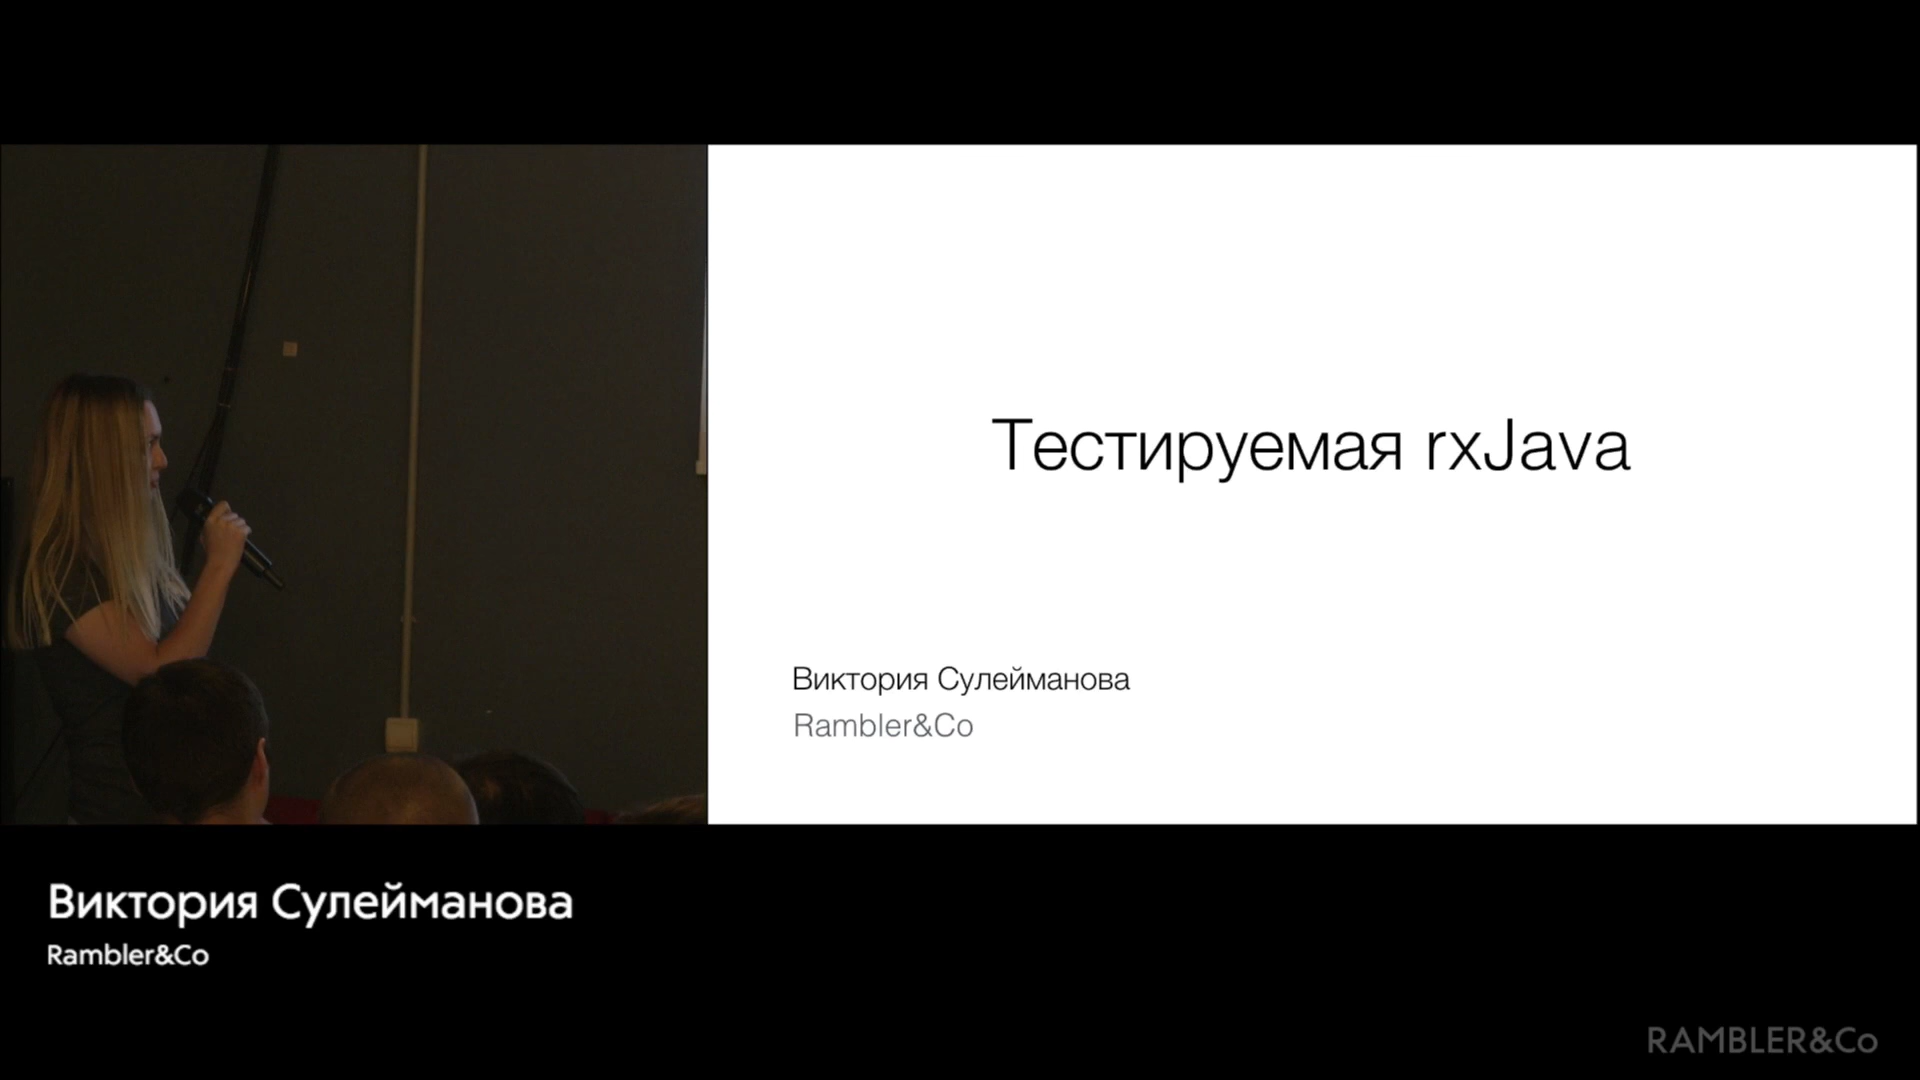 Тестируемая rxJava
Виктория Сулейманова
Rambler&Co
Виктория Сулейманова
Rambler&Co
RAMBLER&Co